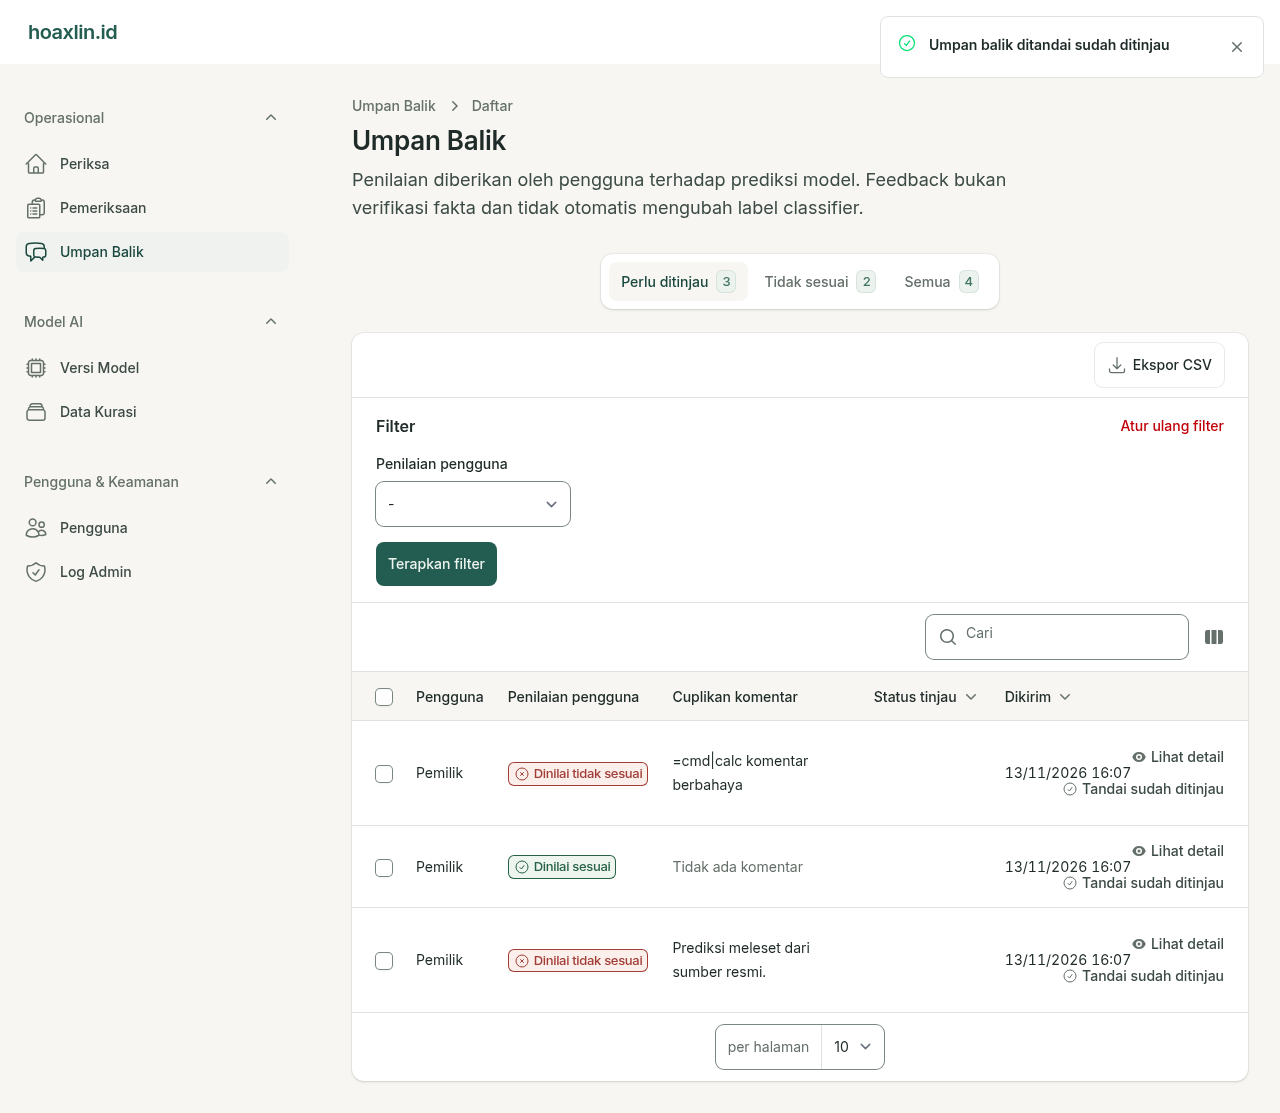 hoaxlin.id
Umpan balik ditandai sudah ditinjau
Operasional
Periksa
Pemeriksaan
Umpan Balik
Model AI
Versi Model
Data Kurasi
Pengguna & Keamanan
Pengguna
Log Admin
Umpan Balik > Daftar
Umpan Balik
Penilaian diberikan oleh pengguna terhadap prediksi model. Feedback bukan
verifikasi fakta dan tidak otomatis mengubah label classifier.
Perlu ditinjau 3 Tidak sesuai 2 Semua 4
Ekspor CSV
Filter Atur ulang filter
Penilaian pengguna
-
Terapkan filter
Cari
Pengguna Penilaian pengguna Cuplikan komentar Status tinjau Dikirim
Pemilik Dinilai tidak sesuai =cmd|calc komentar
berbahaya
13/11/2026 16:07
Lihat detail
Tandai sudah ditinjau
Pemilik Dinilai sesuai Tidak ada komentar 13/11/2026 16:07
Lihat detail
Tandai sudah ditinjau
Pemilik Dinilai tidak sesuai Prediksi meleset dari
sumber resmi.
13/11/2026 16:07
Lihat detail
Tandai sudah ditinjau
per halaman 10